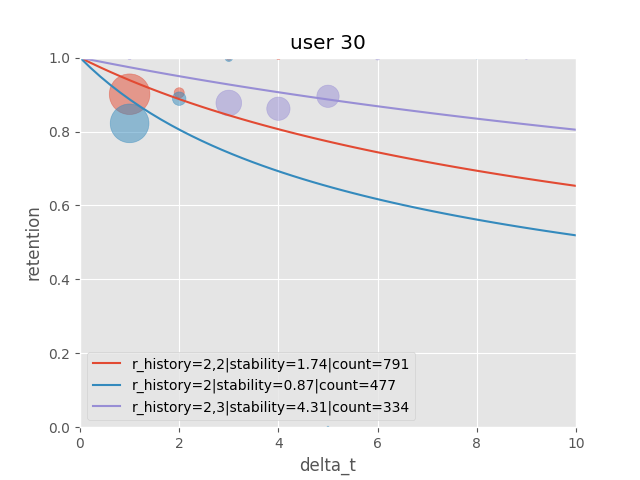 user 30
retention
1.0
0.8
0.6
0.4
0.2
0.0
r_history=2,2|stability=1.74|count=791
r_history=2|stability=0.87|count=477
r_history=2,3|stability=4.31|count=334
0 2 4 6 8 10
delta_t